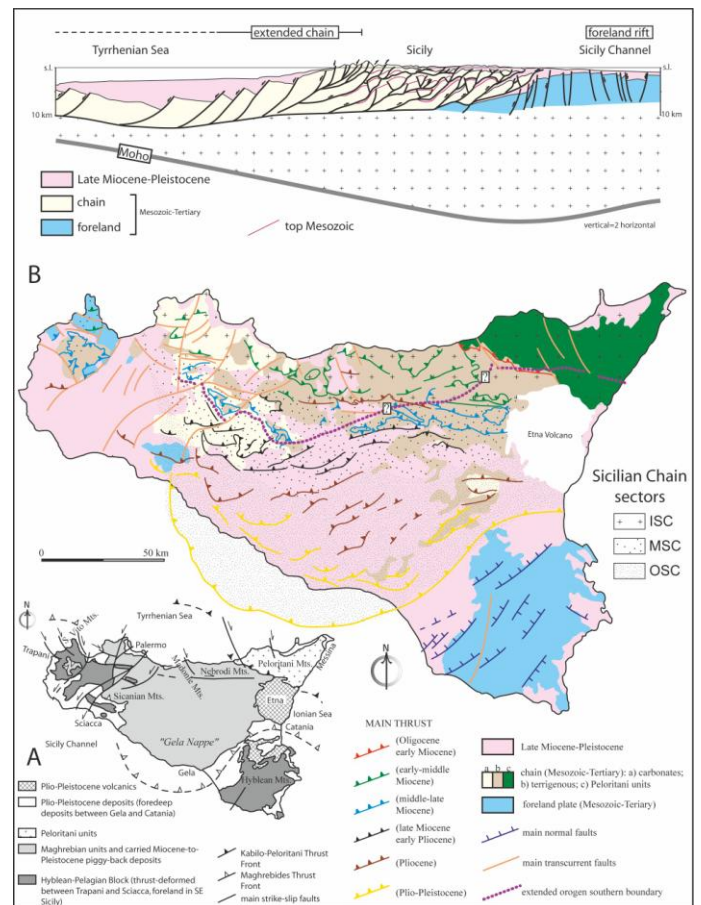 extended chain
foreland rift
Tyrrhenian Sea
Sicily
Sicily Channel
s.l.
s.l.
10 km
10 km
Moho
Late Miocene-Pleistocene
chain
foreland
Mesozoic-Tertiary
top Mesozoic
vertical=2 horizontal
B
?
?
Etna Volcano
Sicilian Chain
sectors
ISC
MSC
OSC
0
50 km
N
N
Tyrrhenian Sea
S. Vito Mts.
Trapani
Palermo
Madonie Mts.
Nebrodi Mts.
Peloritani Mts.
Messina
Sicanian Mts.
Etna
Ionian Sea
Sciacca
"Gela Nappe"
Catania
Sicily Channel
Gela
Hyblean Mts.
A
Plio-Pleistocene volcanics
Plio-Pleistocene deposits (foredeep
deposits between Gela and Catania)
Peloritani units
Maghrebian units and carried Miocene-to-
Pleistocene piggy-back deposits
Hyblean-Pelagian Block (thrust-deformed
between Trapani and Sciacca, foreland in SE
Sicily)
Kabilo-Peloritani Thrust
Front
Maghrebides Thrust
Front
main strike-slip faults
MAIN THRUST
(Oligocene
early Miocene)
(early-middle
Miocene)
(middle-late
Miocene)
(late Miocene
early Pliocene)
(Pliocene)
(Plio-Pleistocene)
Late Miocene-Pleistocene
a b c
chain (Mesozoic-Tertiary): a) carbonates;
b) terrigenous; c) Peloritani units
foreland plate (Mesozoic-Teriary)
main normal faults
main transcurrent faults
extended orogen southern boundary